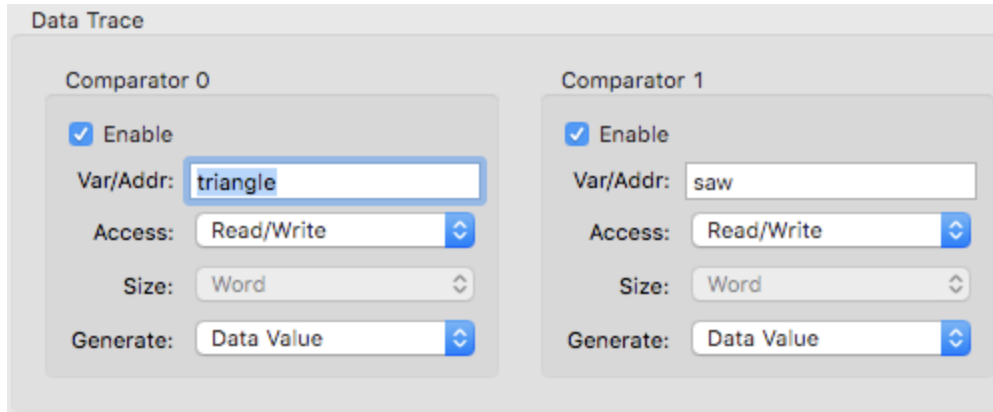 Data Trace
Comparator 0
Enable
Var/Addr: triangle
Access: Read/Write
Size: Word
Generate: Data Value
Comparator 1
Enable
Var/Addr: saw
Access: Read/Write
Size: Word
Generate: Data Value